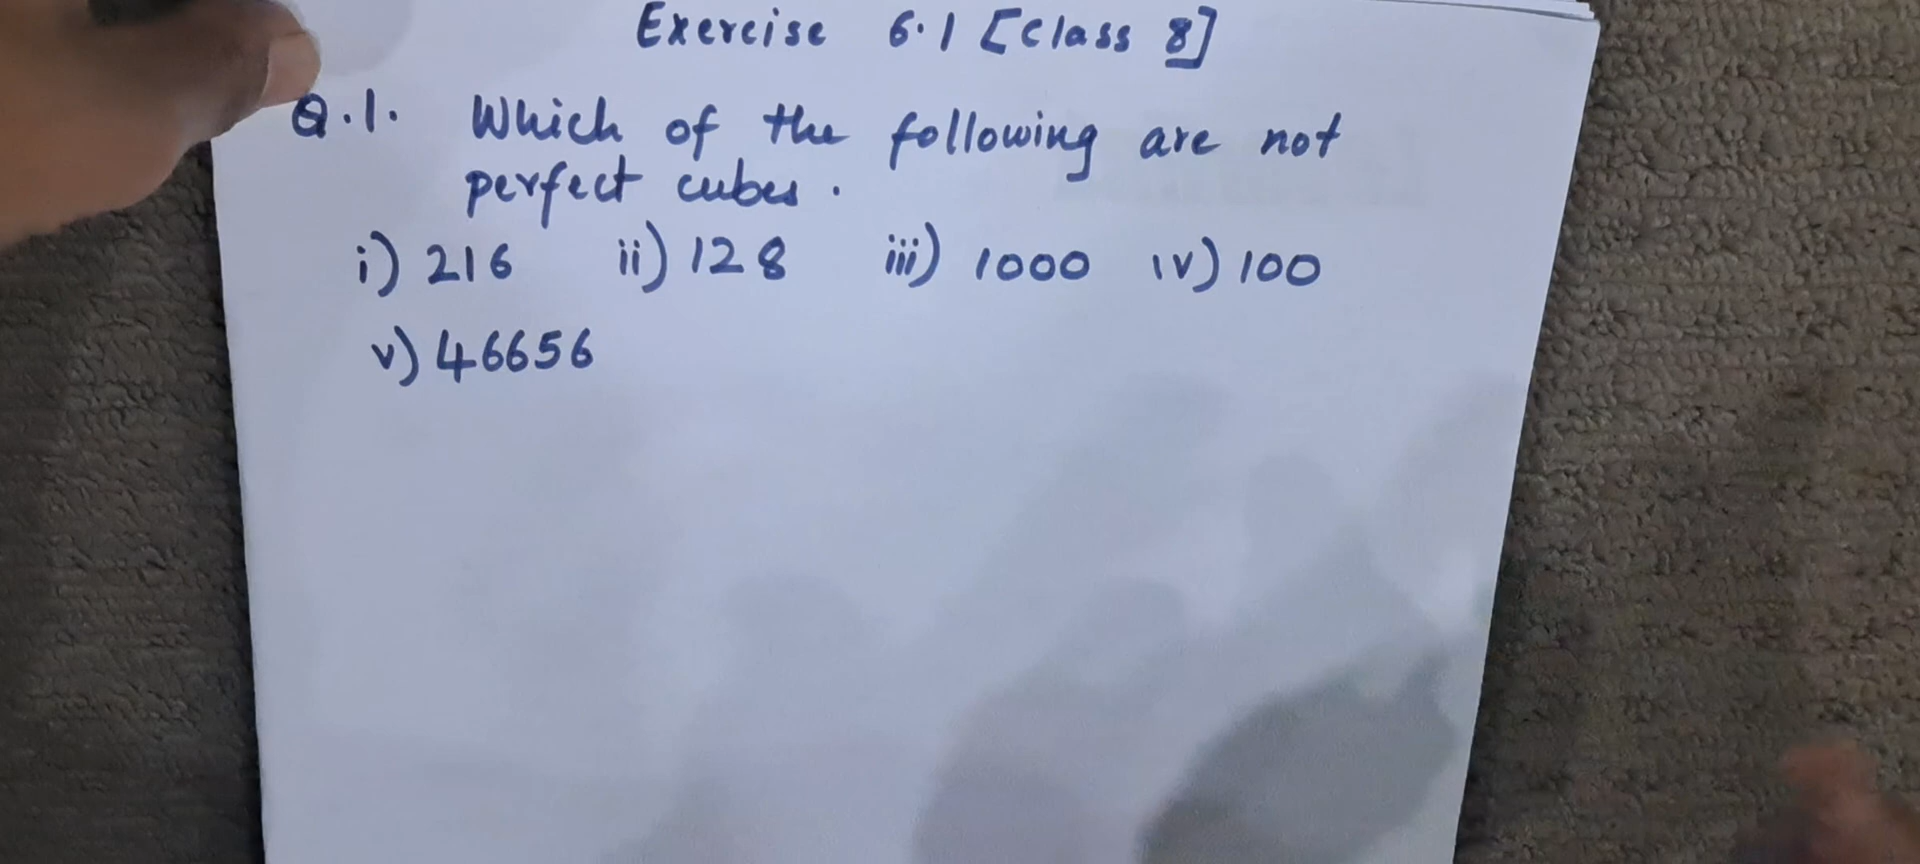 Exercise 6.1 [Class 8]
Q.1. Which of the following are not
perfect cubes.
i) 216 ii) 128 iii) 1000 iv) 100
v) 46656